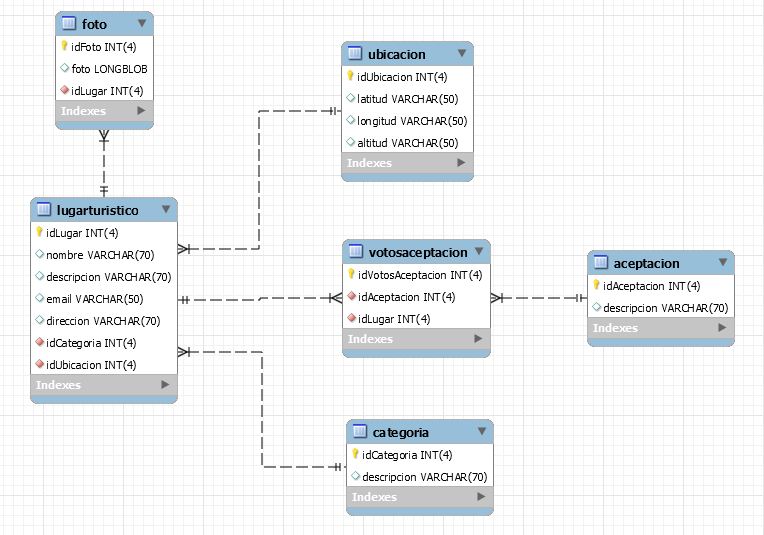 foto
idFoto INT(4)
foto LONGBLOB
idLugar INT(4)
Indexes
ubicacion
idUbicacion INT(4)
latitud VARCHAR(50)
longitud VARCHAR(50)
altitud VARCHAR(50)
Indexes
lugarturistico
idLugar INT(4)
nombre VARCHAR(70)
descripcion VARCHAR(70)
email VARCHAR(50)
direccion VARCHAR(70)
idCategoria INT(4)
idUbicacion INT(4)
Indexes
votosaceptacion
idVotosAceptacion INT(4)
idAceptacion INT(4)
idLugar INT(4)
Indexes
aceptacion
idAceptacion INT(4)
descripcion VARCHAR(70)
Indexes
categoria
idCategoria INT(4)
descripcion VARCHAR(70)
Indexes